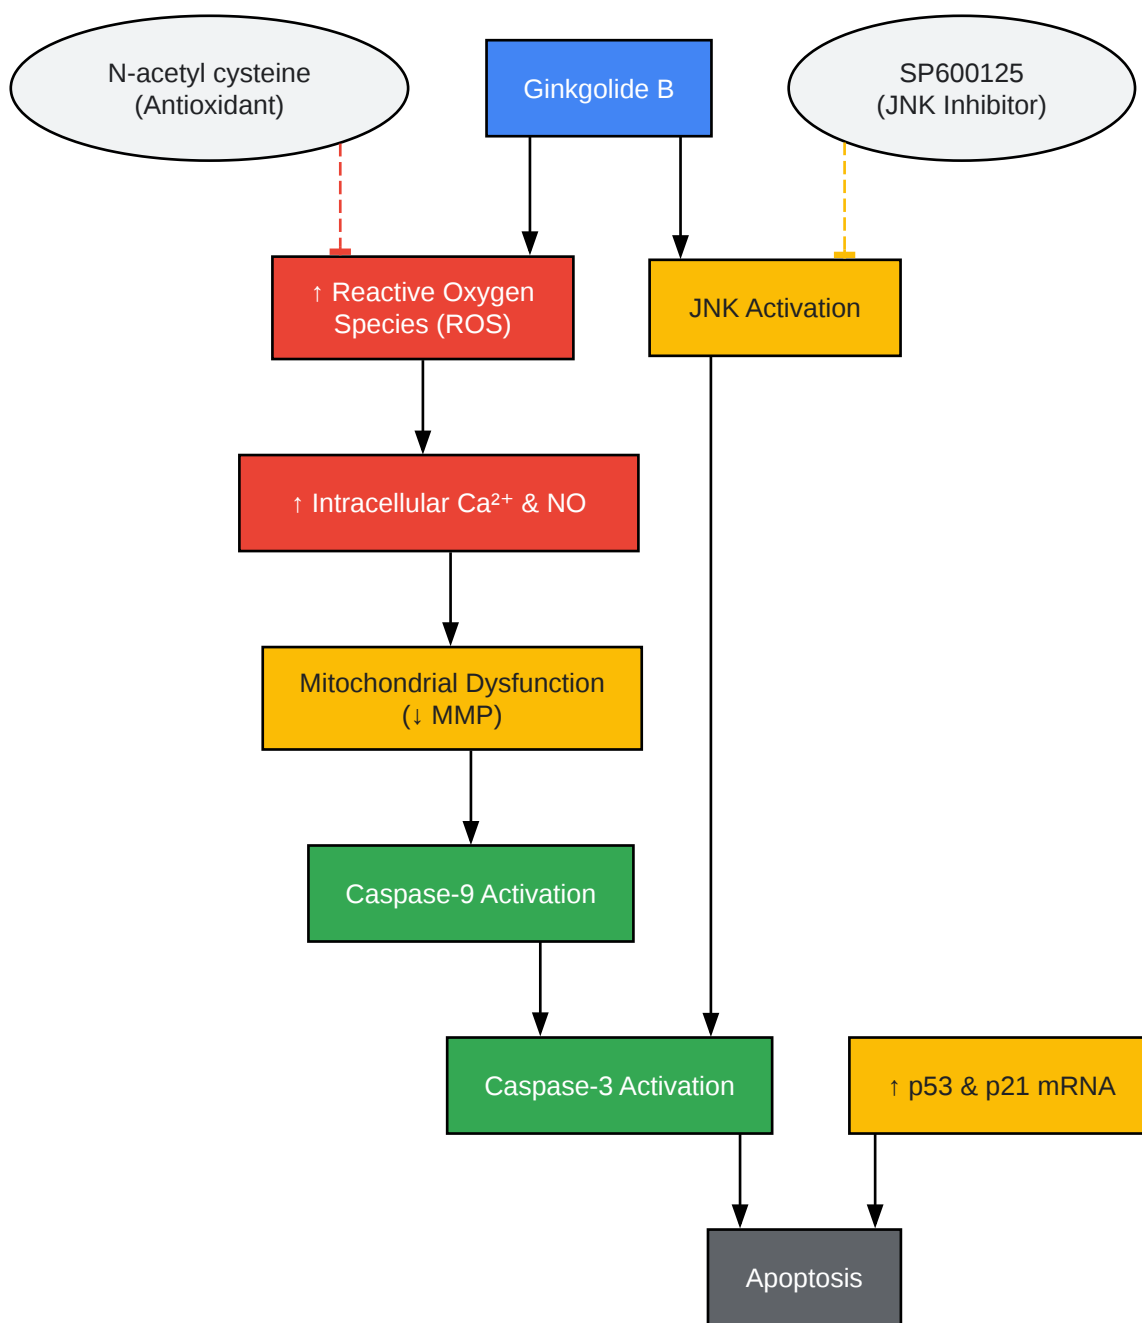 N-acetyl cysteine
(Antioxidant)
Ginkgolide B
SP600125
(JNK Inhibitor)
↑ Reactive Oxygen
Species (ROS)
JNK Activation
↑ Intracellular Ca²⁺ & NO
Mitochondrial Dysfunction
(↓ MMP)
Caspase-9 Activation
Caspase-3 Activation
↑ p53 & p21 mRNA
Apoptosis